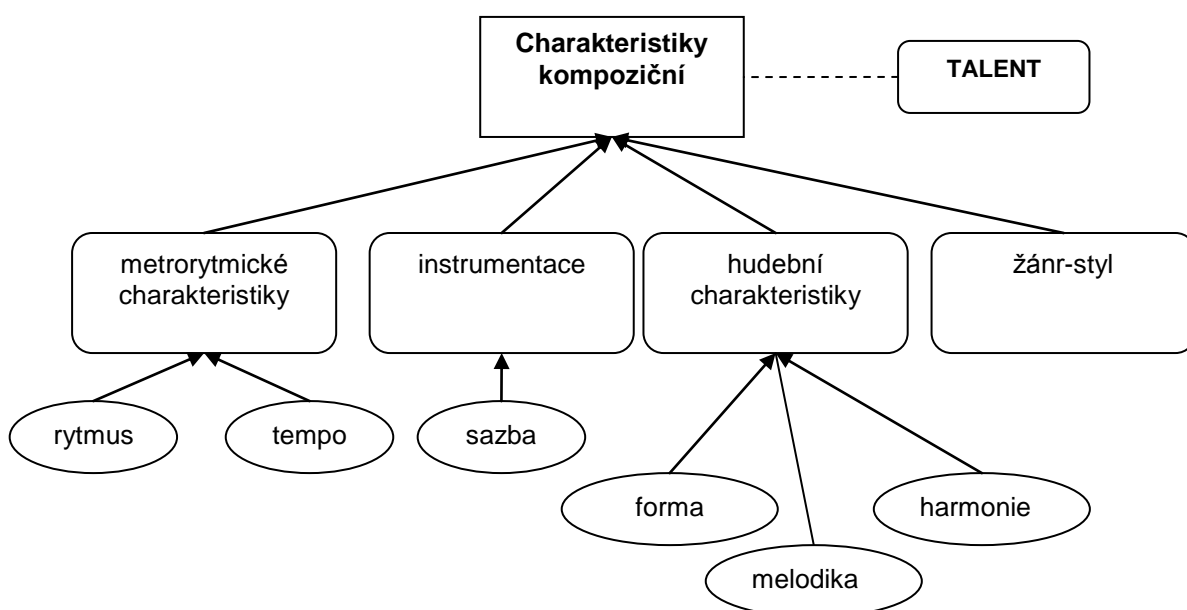 Charakteristiky
kompoziční
TALENT
metrorytmické
charakteristiky
instrumentace
hudební
charakteristiky
žánr-styl
rytmus
tempo
sazba
forma
harmonie
melodika